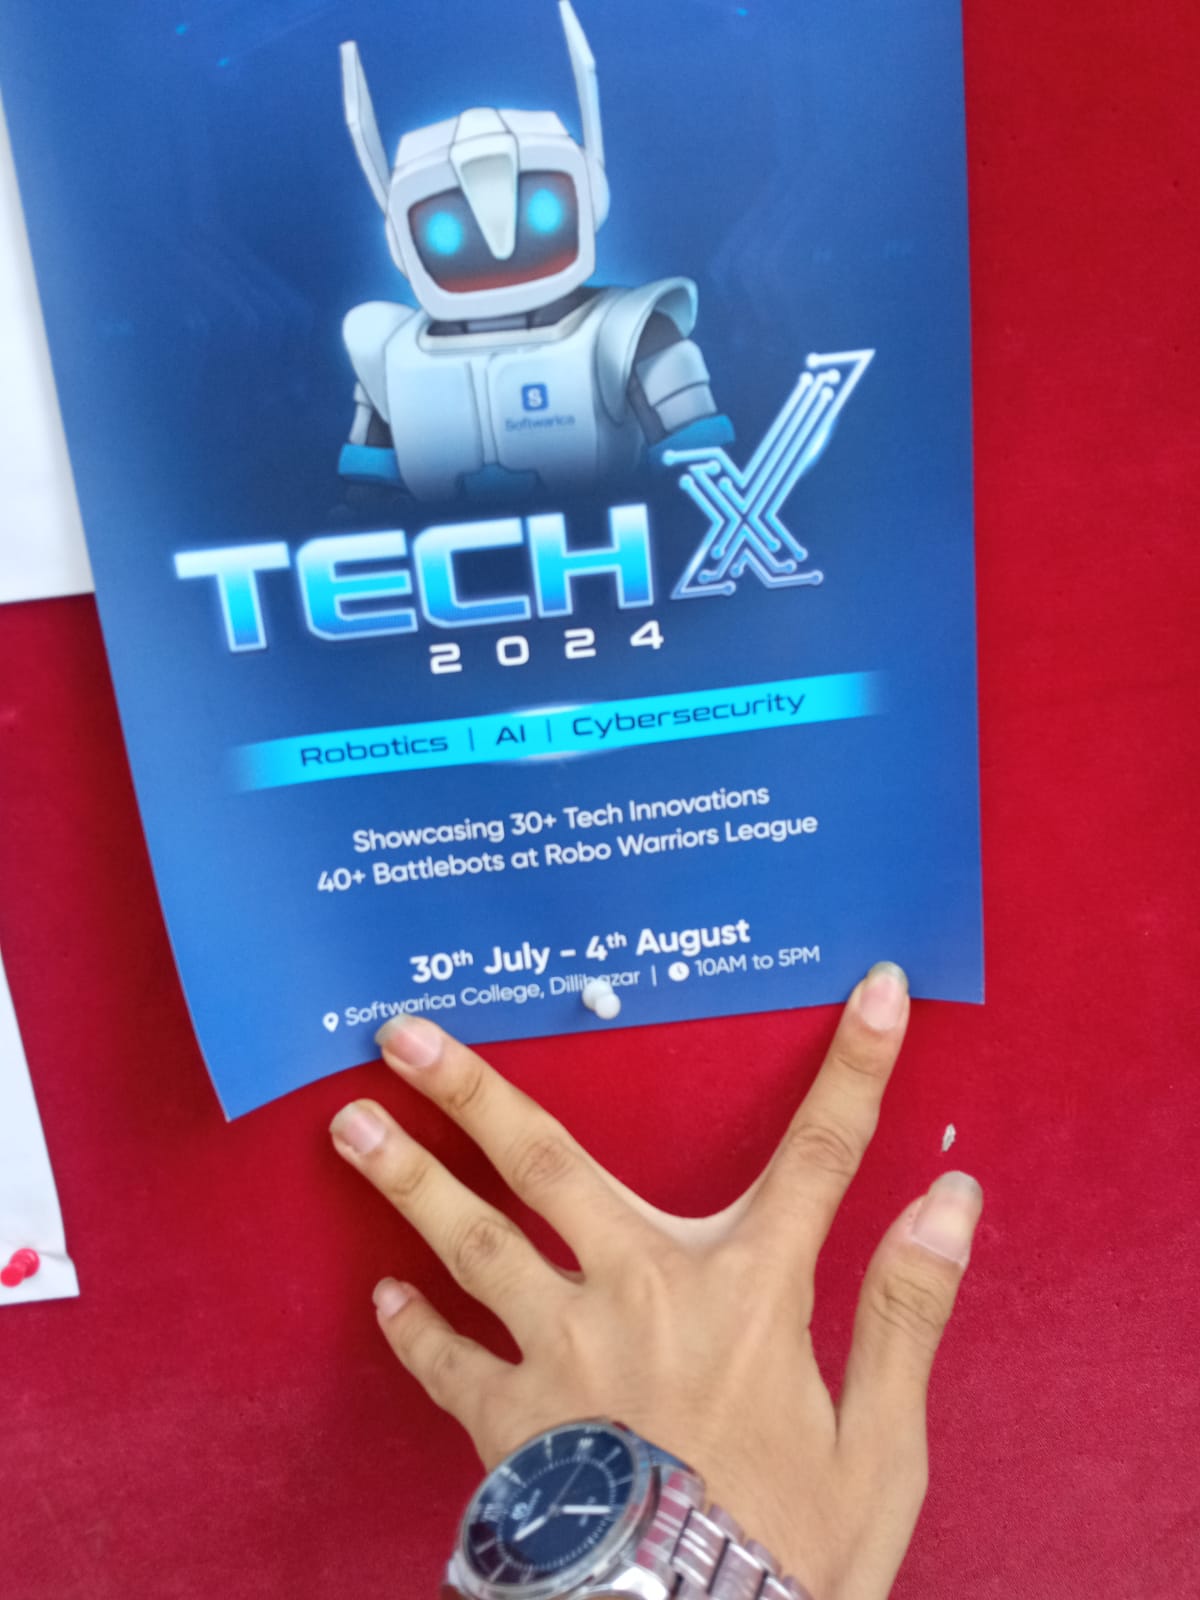 S
Softwarica
TECH X
2024
Robotics | AI | Cybersecurity
Showcasing 30+ Tech Innovations
40+ Battlebots at Robo Warriors League
30th July - 4th August
Softwarica College, Dillibazar | 10AM to 5PM